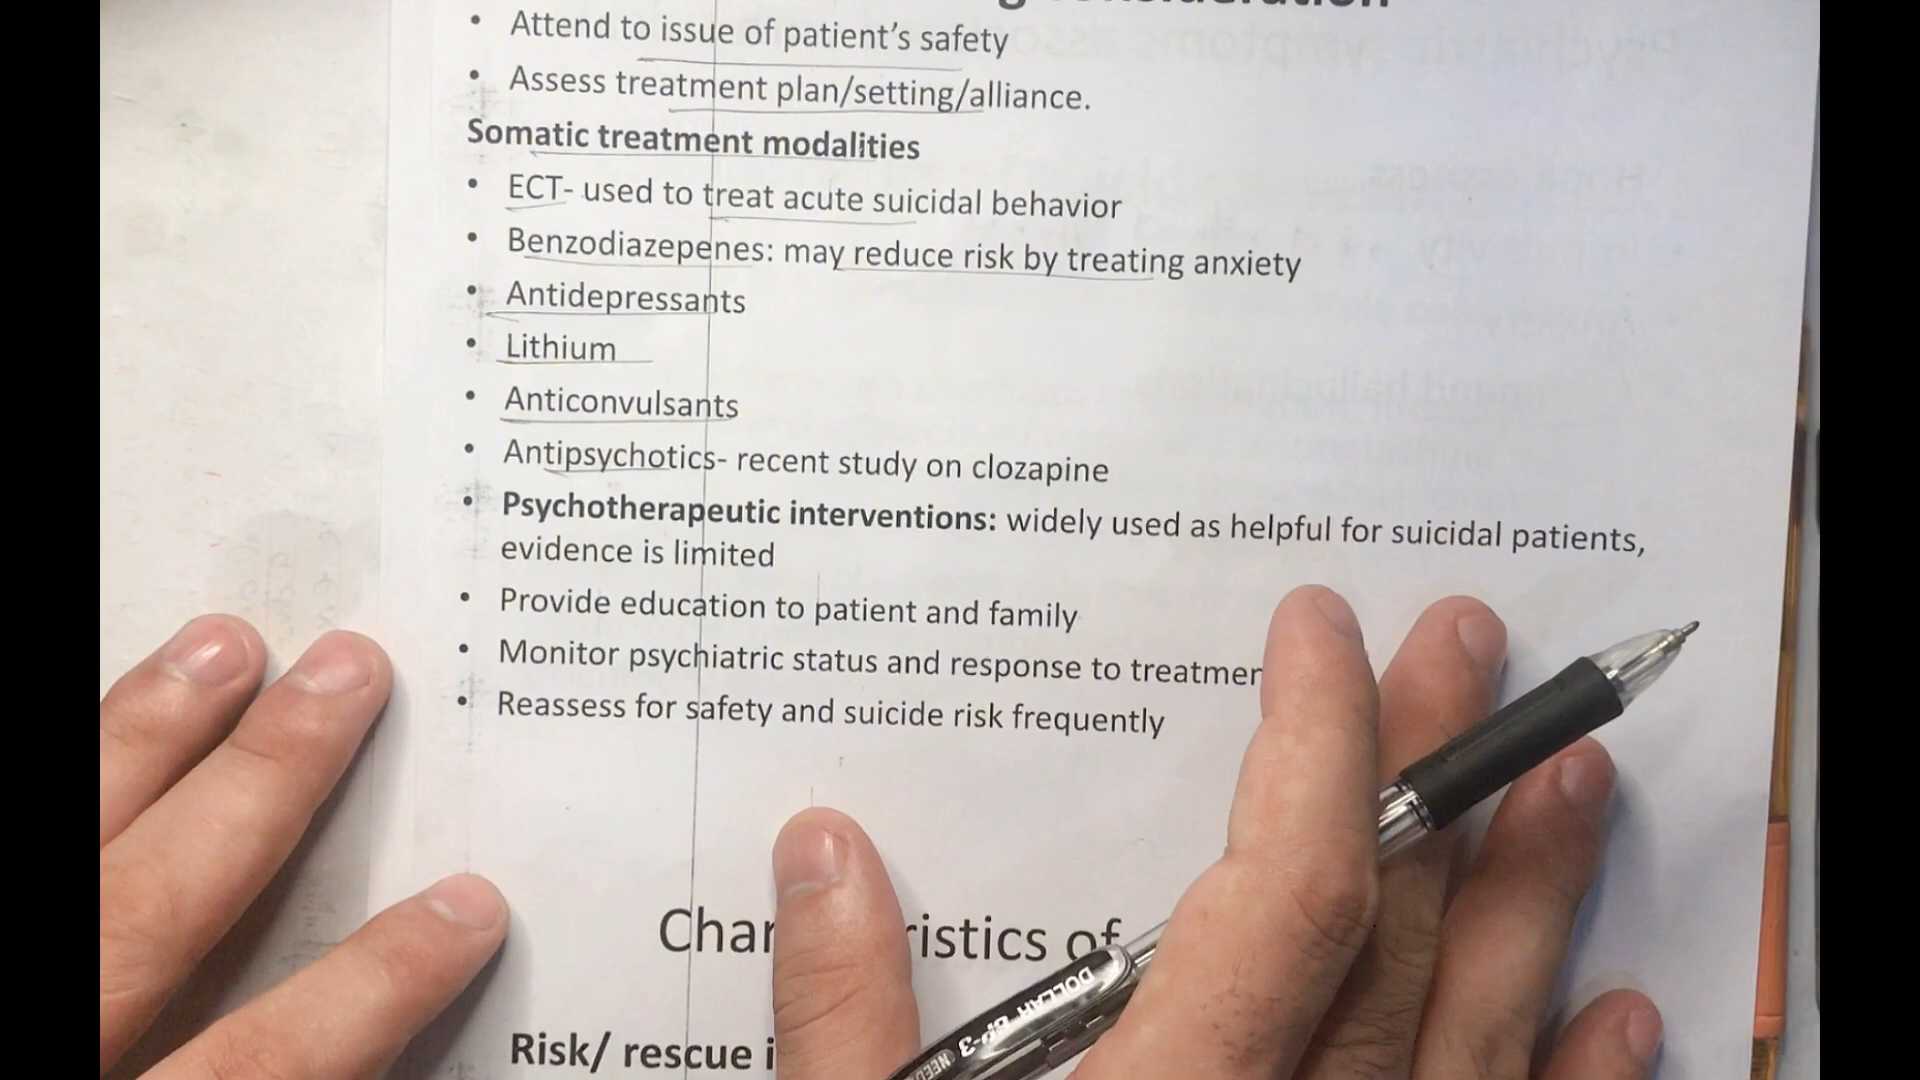 • Attend to issue of patient's safety
• Assess treatment plan/setting/alliance.
Somatic treatment modalities
• ECT- used to treat acute suicidal behavior
• Benzodiazepenes: may reduce risk by treating anxiety
• Antidepressants
• Lithium
• Anticonvulsants
• Antipsychotics- recent study on clozapine
• Psychotherapeutic interventions: widely used as helpful for suicidal patients,
evidence is limited
• Provide education to patient and family
• Monitor psychiatric status and response to treatmen
• Reassess for safety and suicide risk frequently
Char ristics of
Risk/ rescue i
DOLLAR